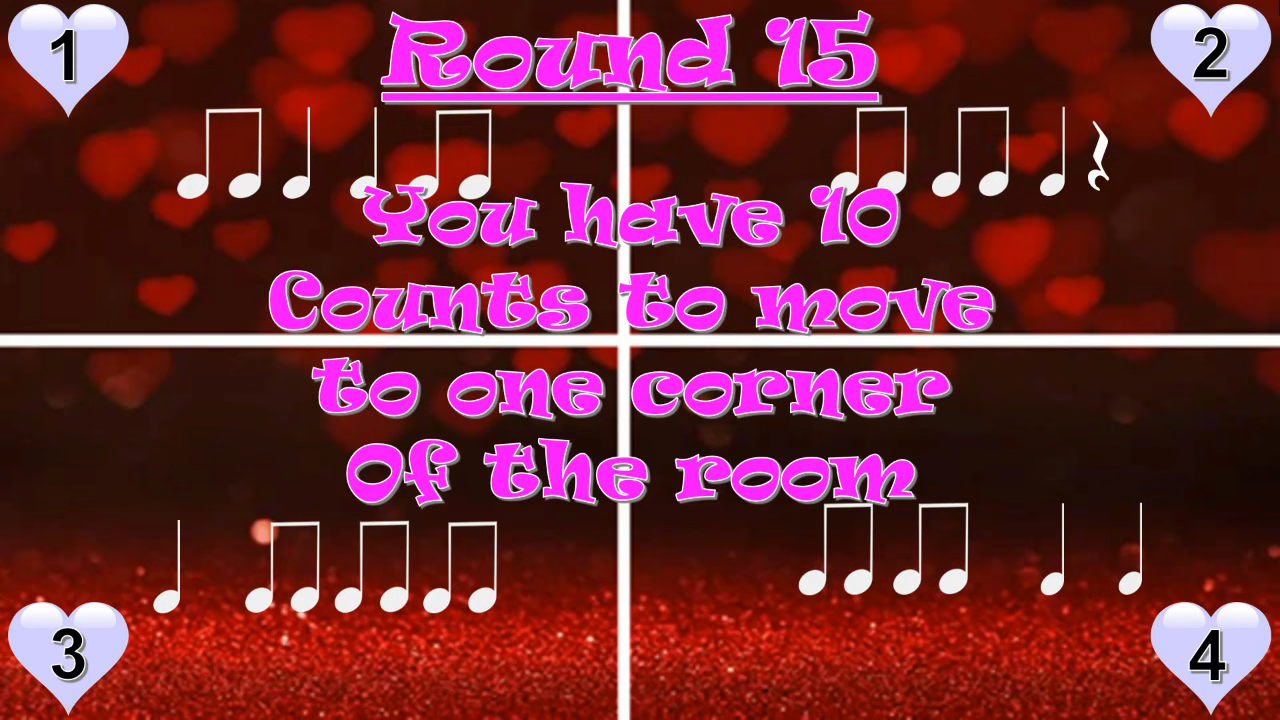 1
Round 15
2
You have 10
Counts to move
to one corner
Of the room
3
4